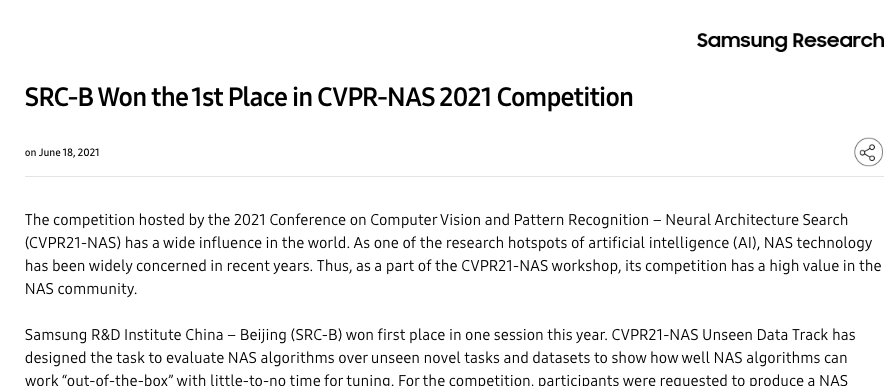 Samsung Research
SRC-B Won the 1st Place in CVPR-NAS 2021 Competition
on June 18, 2021
The competition hosted by the 2021 Conference on Computer Vision and Pattern Recognition – Neural Architecture Search
(CVPR21-NAS) has a wide influence in the world. As one of the research hotspots of artificial intelligence (AI), NAS technology
has been widely concerned in recent years. Thus, as a part of the CVPR21-NAS workshop, its competition has a high value in the
NAS community.
Samsung R&D Institute China – Beijing (SRC-B) won first place in one session this year. CVPR21-NAS Unseen Data Track has
designed the task to evaluate NAS algorithms over unseen novel tasks and datasets to show how well NAS algorithms can
work “out-of-the-box” with little-to-no time for tuning. For the competition, participants were requested to produce a NAS